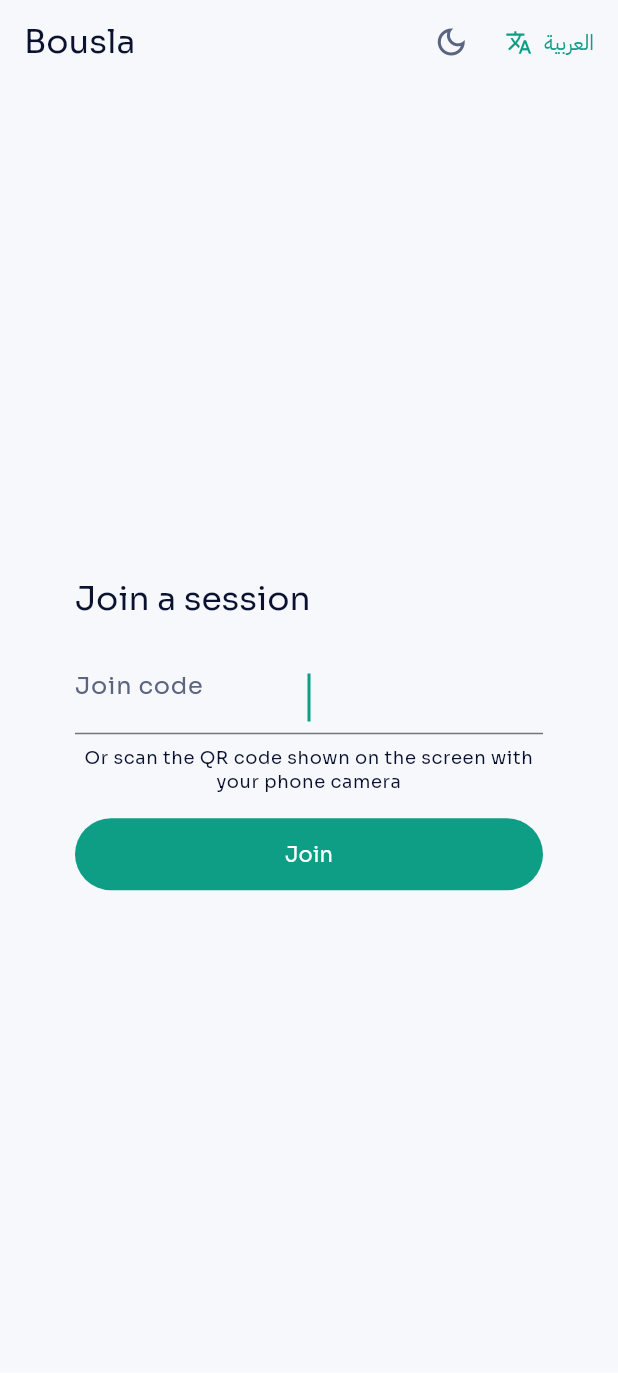 Bousla
العربية
Join a session
Join code
Or scan the QR code shown on the screen with
your phone camera
Join